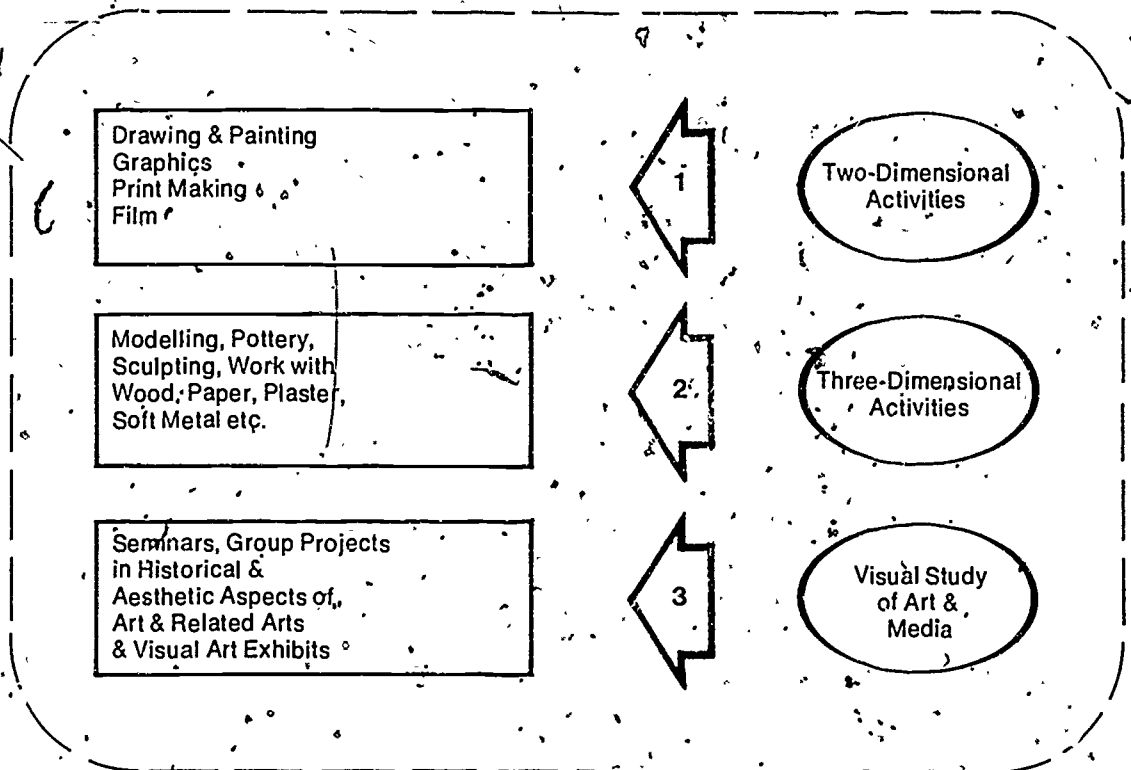 Drawing & Painting
Graphics
Print Making
Film
1
Two-Dimensional
Activities
Modelling, Pottery,
Sculpting, Work with
Wood, Paper, Plaster,
Soft Metal etc.
2
Three-Dimensional
Activities
Seminars, Group Projects
in Historical &
Aesthetic Aspects of
Art & Related Arts
& Visual Art Exhibits
3
Visual Study
of Art &
Media